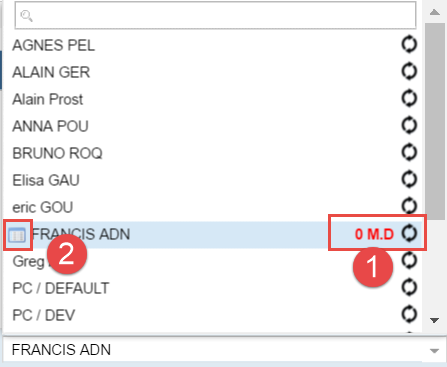 AGNES PEL
ALAIN GER
Alain Prost
ANNA POU
BRUNO ROQ
Elisa GAU
eric GOU
FRANCIS ADN 0 M.D
2 1
Greg
PC / DEFAULT
PC / DEV
FRANCIS ADN